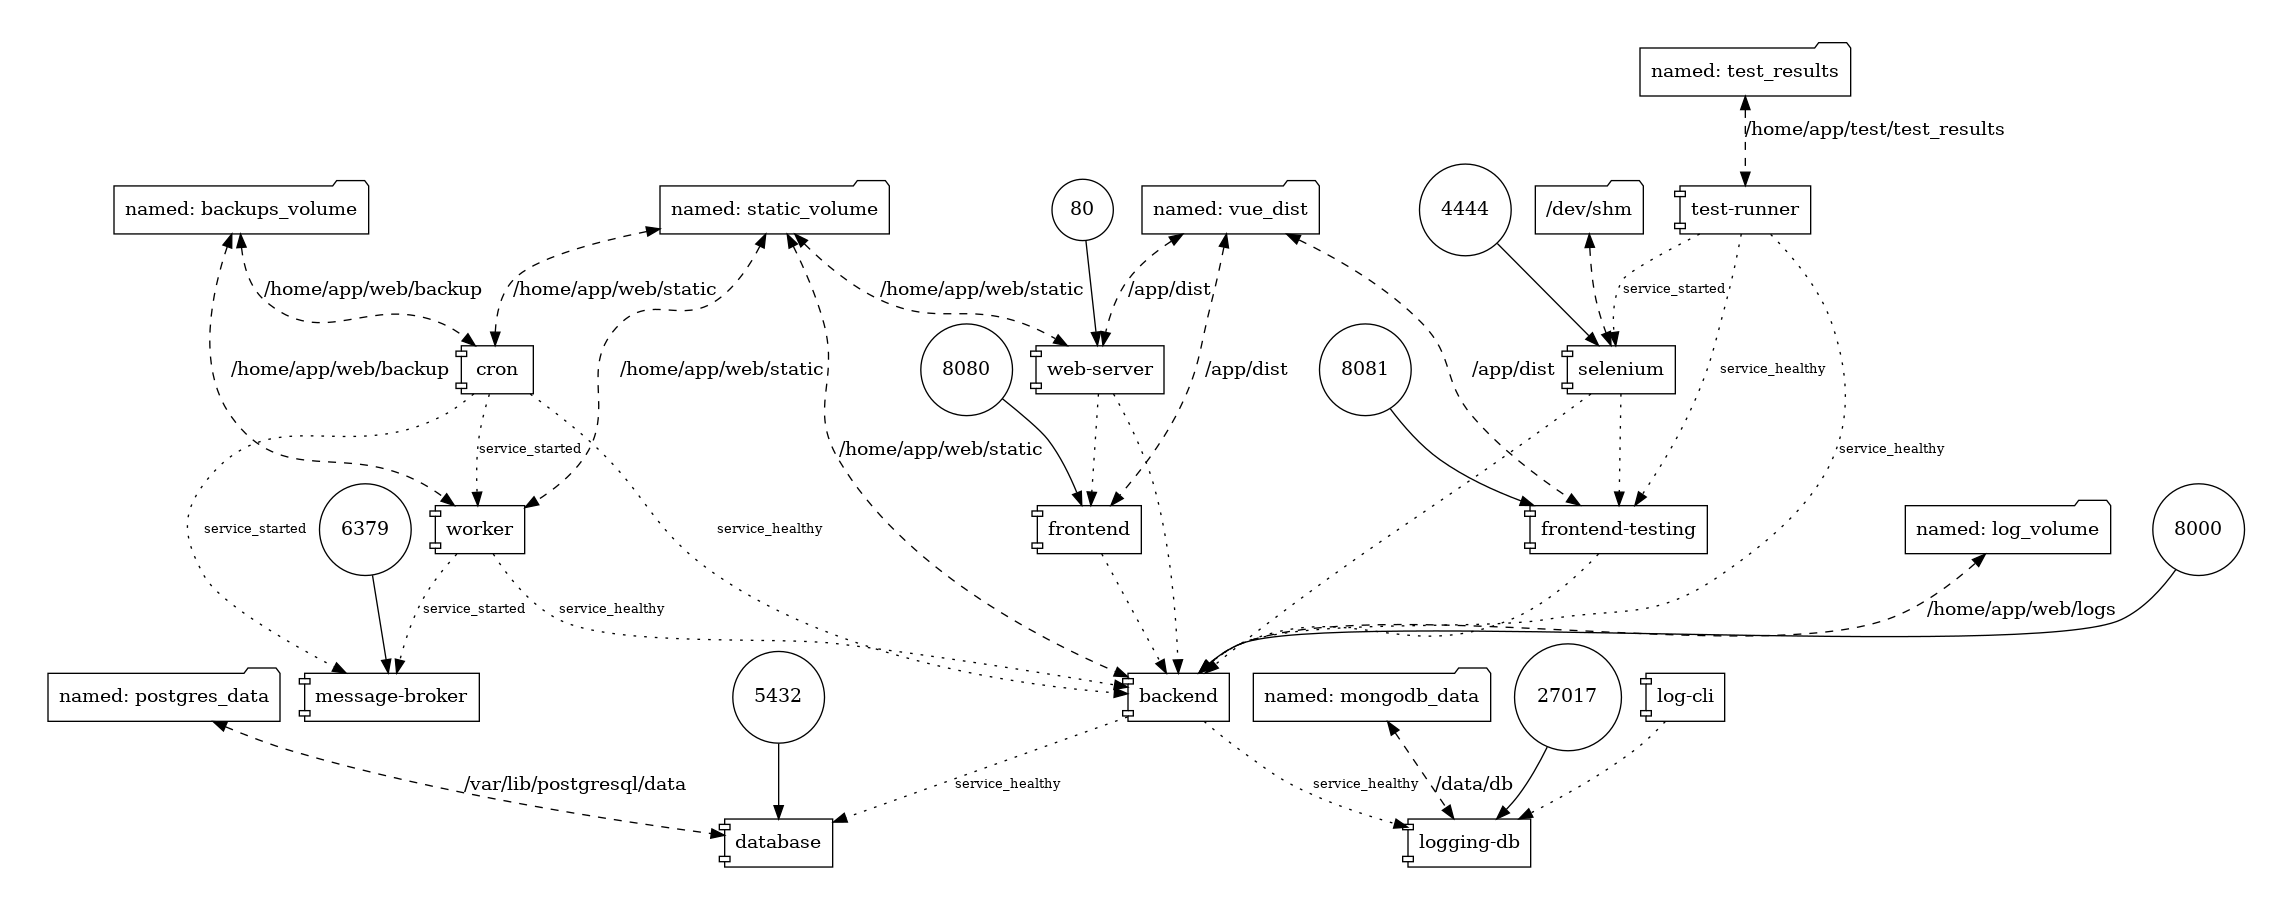 named: test_results
/home/app/test/test_results
named: backups_volume
named: static_volume
80
named: vue_dist
4444
/dev/shm
test-runner
/home/app/web/backup
/home/app/web/static
/home/app/web/static
/app/dist
service_started
/home/app/web/backup
cron
/home/app/web/static
8080
web-server
/app/dist
8081
/app/dist
selenium
service_healthy
service_started
/home/app/web/static
service_healthy
service_started
6379
worker
service_healthy
frontend
frontend-testing
named: log_volume
8000
service_started
service_healthy
/home/app/web/logs
named: postgres_data
message-broker
5432
backend
named: mongodb_data
27017
log-cli
/var/lib/postgresql/data
service_healthy
service_healthy
/data/db
database
logging-db